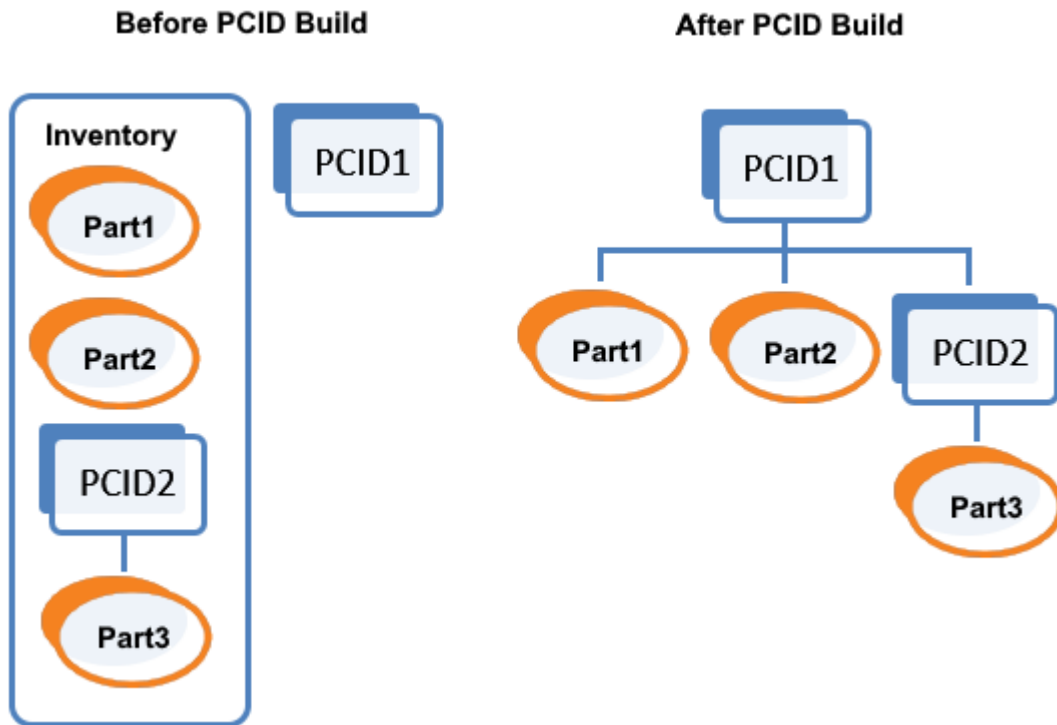 Before PCID Build
Inventory
Part1
Part2
PCID2
Part3
PCID1
After PCID Build
PCID1
Part1
Part2
PCID2
Part3